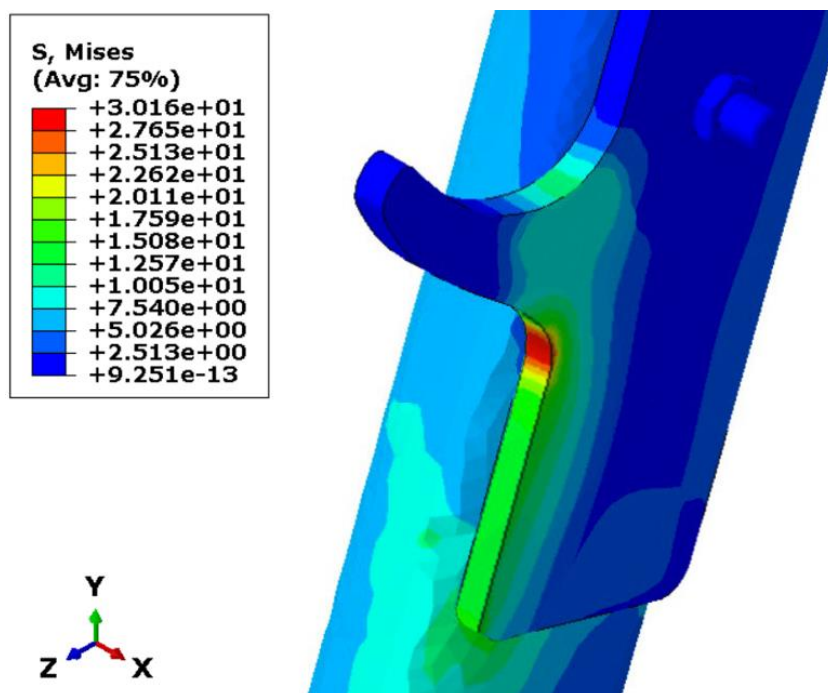 S, Mises
(Avg: 75%)
+3.016e+01
+2.765e+01
+2.513e+01
+2.262e+01
+2.011e+01
+1.759e+01
+1.508e+01
+1.257e+01
+1.005e+01
+7.540e+00
+5.026e+00
+2.513e+00
+9.251e-13
Y
Z
X